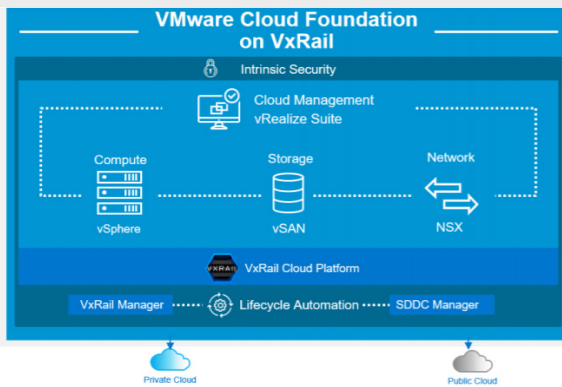 VMware Cloud Foundation
on VxRail
Intrinsic Security
Cloud Management
vRealize Suite
Compute
Storage
Network
vSphere
vSAN
NSX
VXRAIL
VxRail Cloud Platform
VxRail Manager
Lifecycle Automation
SDDC Manager
Private Cloud
Public Cloud